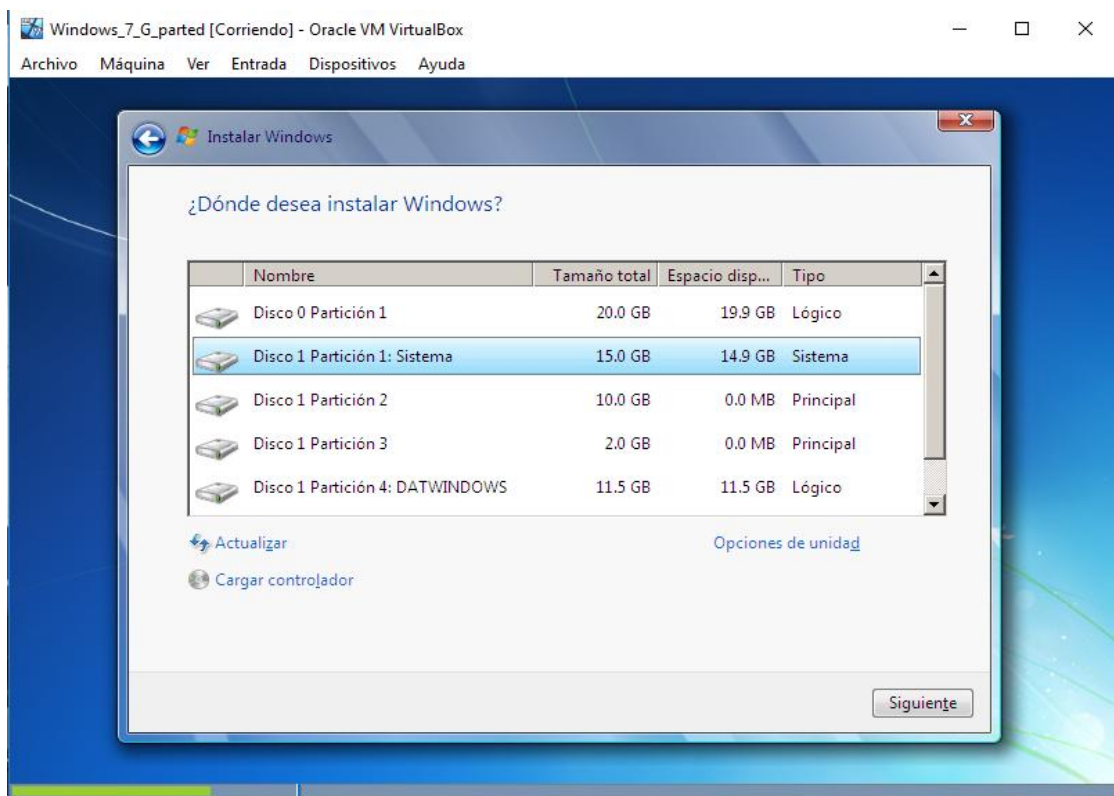 Windows_7_G_parted [Corriendo] - Oracle VM VirtualBox
Archivo Máquina Ver Entrada Dispositivos Ayuda
Instalar Windows
¿Dónde desea instalar Windows?
Nombre Tamaño total Espacio disp... Tipo
Disco 0 Partición 1 20.0 GB 19.9 GB Lógico
Disco 1 Partición 1: Sistema 15.0 GB 14.9 GB Sistema
Disco 1 Partición 2 10.0 GB 0.0 MB Principal
Disco 1 Partición 3 2.0 GB 0.0 MB Principal
Disco 1 Partición 4: DATWINDOWS 11.5 GB 11.5 GB Lógico
Actualizar Opciones de unidad
Cargar controlador
Siguiente